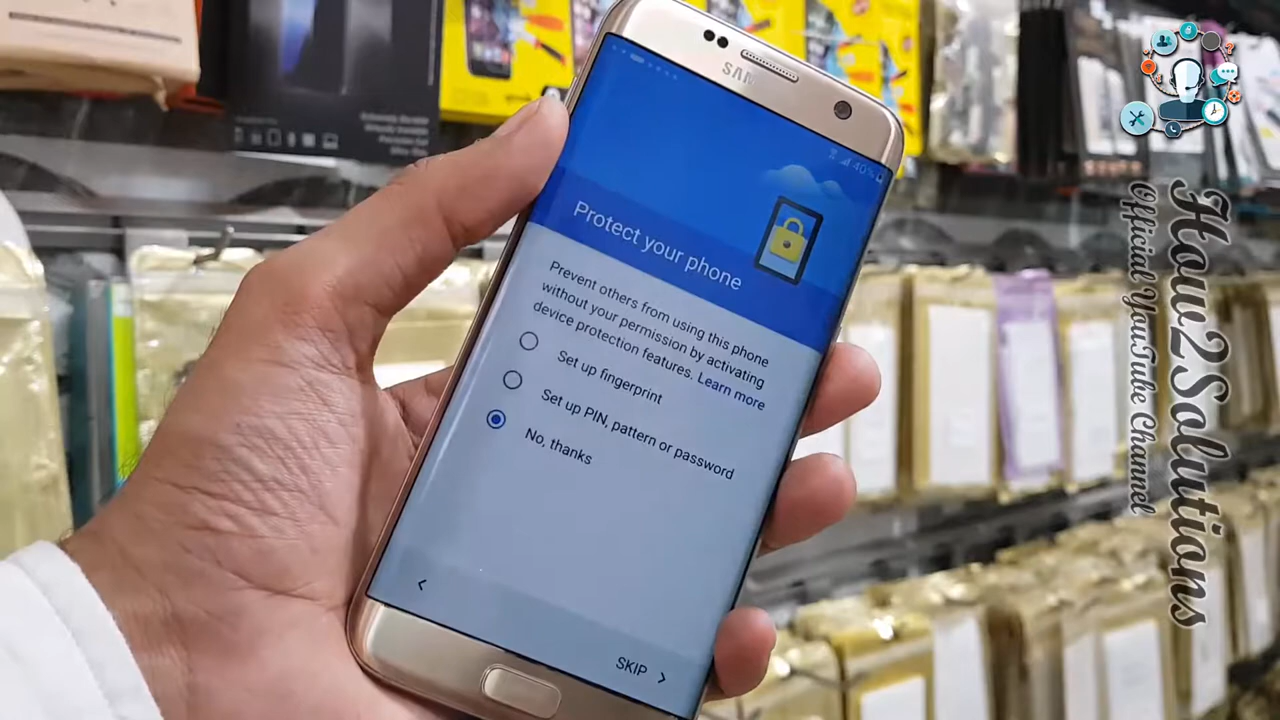 SAM
40%
Protect your phone
Prevent others from using this phone
without your permission by activating
device protection features. Learn more
Set up fingerprint
Set up PIN, pattern or password
No, thanks
SKIP
How2Solutions
Official YouTube Channel